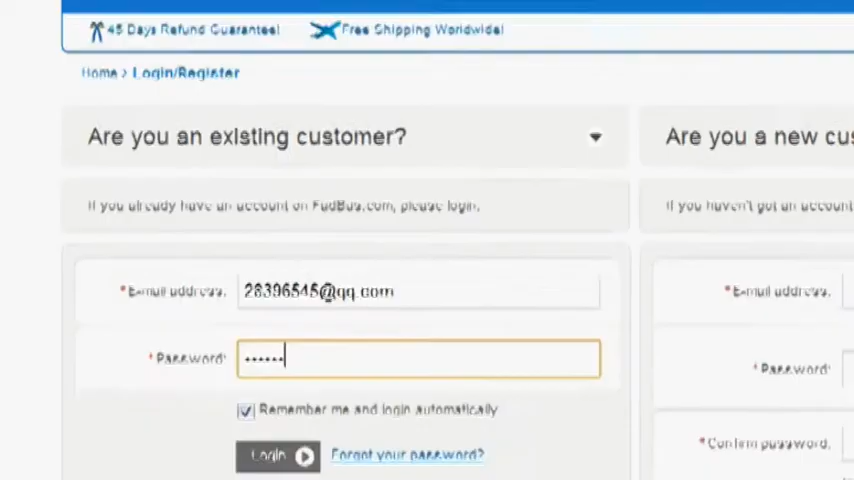 45 Days Refund Guarantee! Free Shipping Worldwide!
Home > Login/Register
Are you an existing customer?
If you already have an account on FadBus.com, please login.
*E-mail address:
28396545@qq.com
*Password:
••••••
Remember me and login automatically
Login Forgot your password?
Are you a new cus
If you haven't got an account
*E-mail address:
*Password:
*Confirm password: